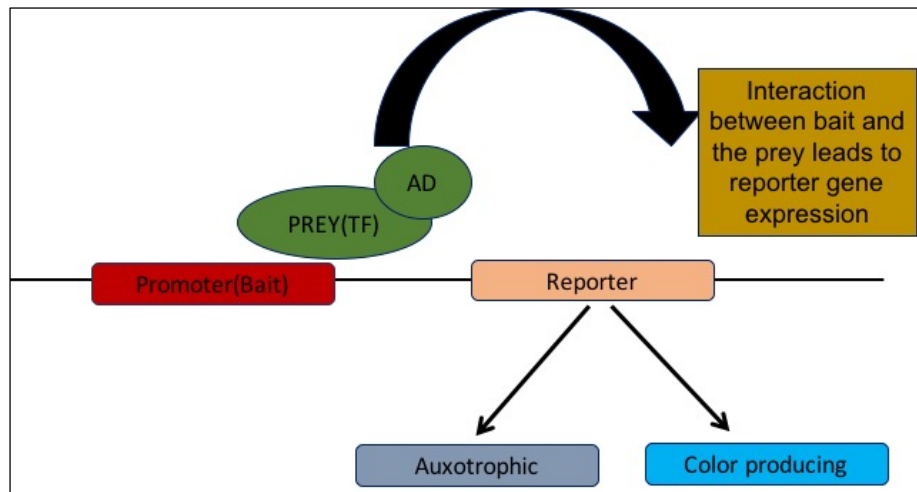 Interaction
between bait and
the prey leads to
reporter gene
expression
AD
PREY(TF)
Promoter(Bait)
Reporter
Auxotrophic
Color producing